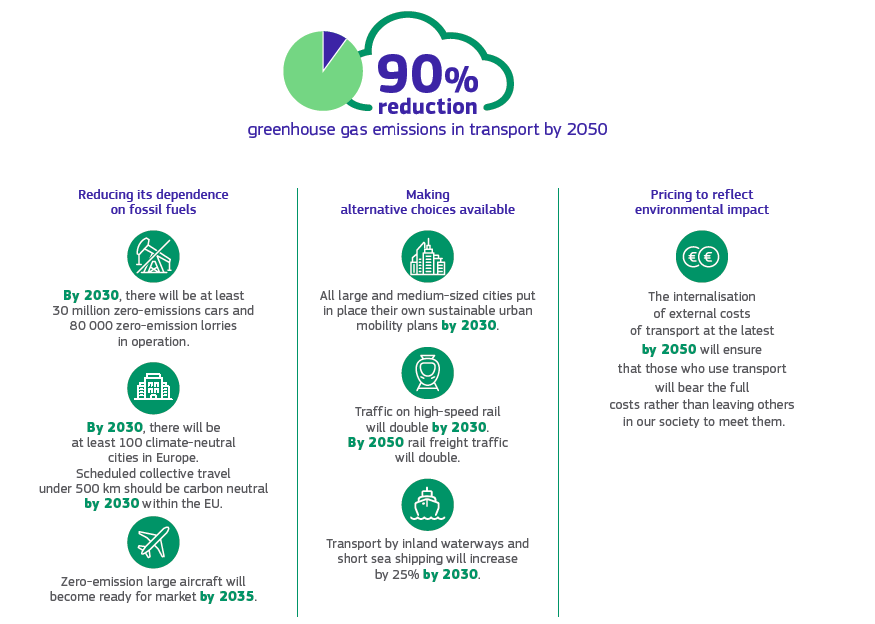 90%
reduction
greenhouse gas emissions in transport by 2050
Reducing its dependence
on fossil fuels
By 2030, there will be at least
30 million zero-emissions cars and
80 000 zero-emission lorries
in operation.
By 2030, there will be
at least 100 climate-neutral
cities in Europe.
Scheduled collective travel
under 500 km should be carbon neutral
by 2030 within the EU.
Zero-emission large aircraft will
become ready for market by 2035.
Making
alternative choices available
All large and medium-sized cities put
in place their own sustainable urban
mobility plans by 2030.
Traffic on high-speed rail
will double by 2030.
By 2050 rail freight traffic
will double.
Transport by inland waterways and
short sea shipping will increase
by 25% by 2030.
Pricing to reflect
environmental impact
€ €
The internalisation
of external costs
of transport at the latest
by 2050 will ensure
that those who use transport
will bear the full
costs rather than leaving others
in our society to meet them.